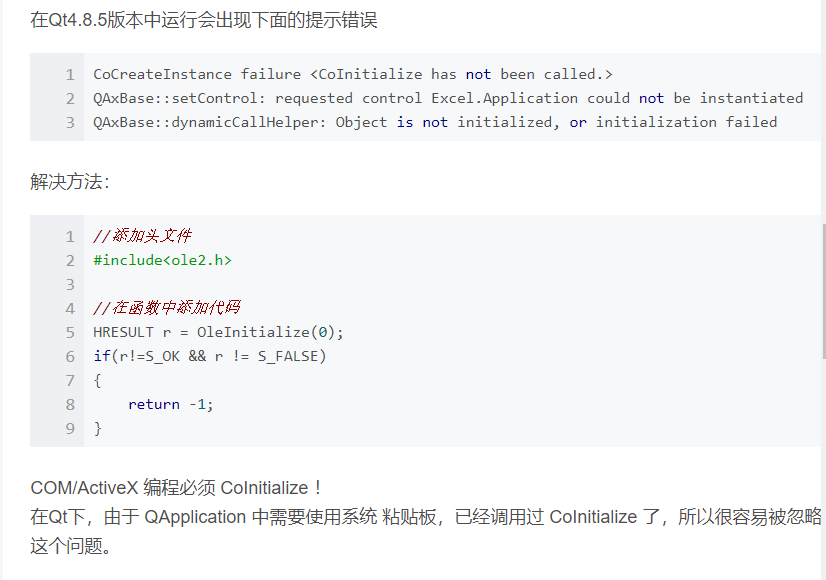 在Qt4.8.5版本中运行会出现下面的提示错误
1 CoCreateInstance failure <CoInitialize has not been called.>
2 QAxBase::setControl: requested control Excel.Application could not be instantiated
3 QAxBase::dynamicCallHelper: Object is not initialized, or initialization failed
解决方法：
1 //添加头文件
2 #include<ole2.h>
3
4 //在函数中添加代码
5 HRESULT r = OleInitialize(0);
6 if(r!=S_OK && r != S_FALSE)
7 {
8     return -1;
9 }
COM/ActiveX 编程必须 CoInitialize！
在Qt下，由于 QApplication 中需要使用系统 粘贴板，已经调用过 CoInitialize 了，所以很容易被忽略
这个问题。